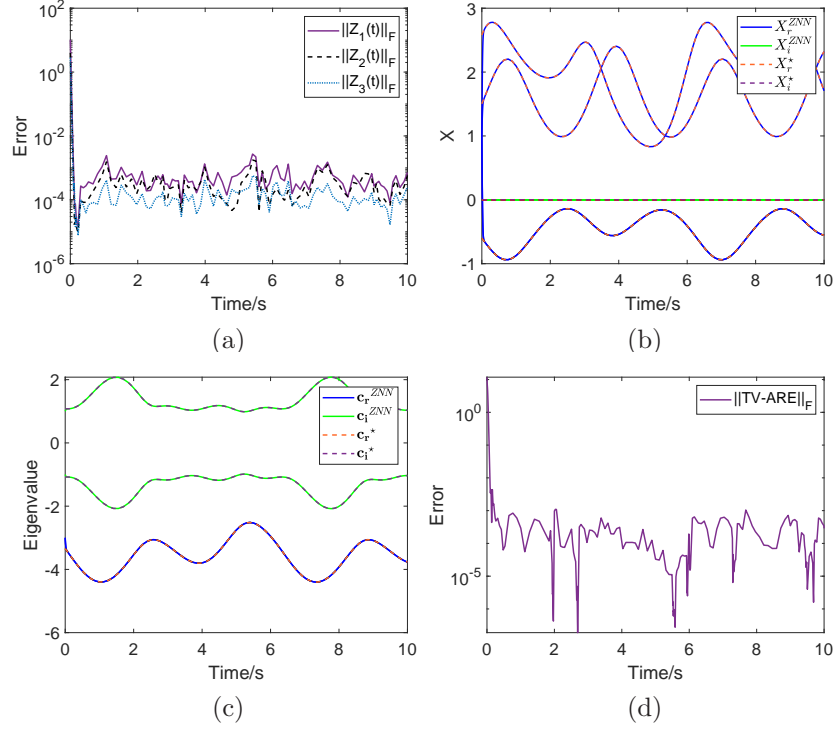 10^2
10^0
10^-2
10^-4
10^-6
Error
||Z_1(t)||_F
||Z_2(t)||_F
||Z_3(t)||_F
0 2 4 6 8 10
Time/s
(a)
3
2
1
0
-1
X
X_r^ZNN
X_i^ZNN
X_r^⋆
X_i^⋆
0 2 4 6 8 10
Time/s
(b)
2
0
-2
-4
-6
Eigenvalue
c_r^ZNN
c_i^ZNN
c_r^⋆
c_i^⋆
0 2 4 6 8 10
Time/s
(c)
10^0
10^-5
Error
||TV-ARE||_F
0 2 4 6 8 10
Time/s
(d)